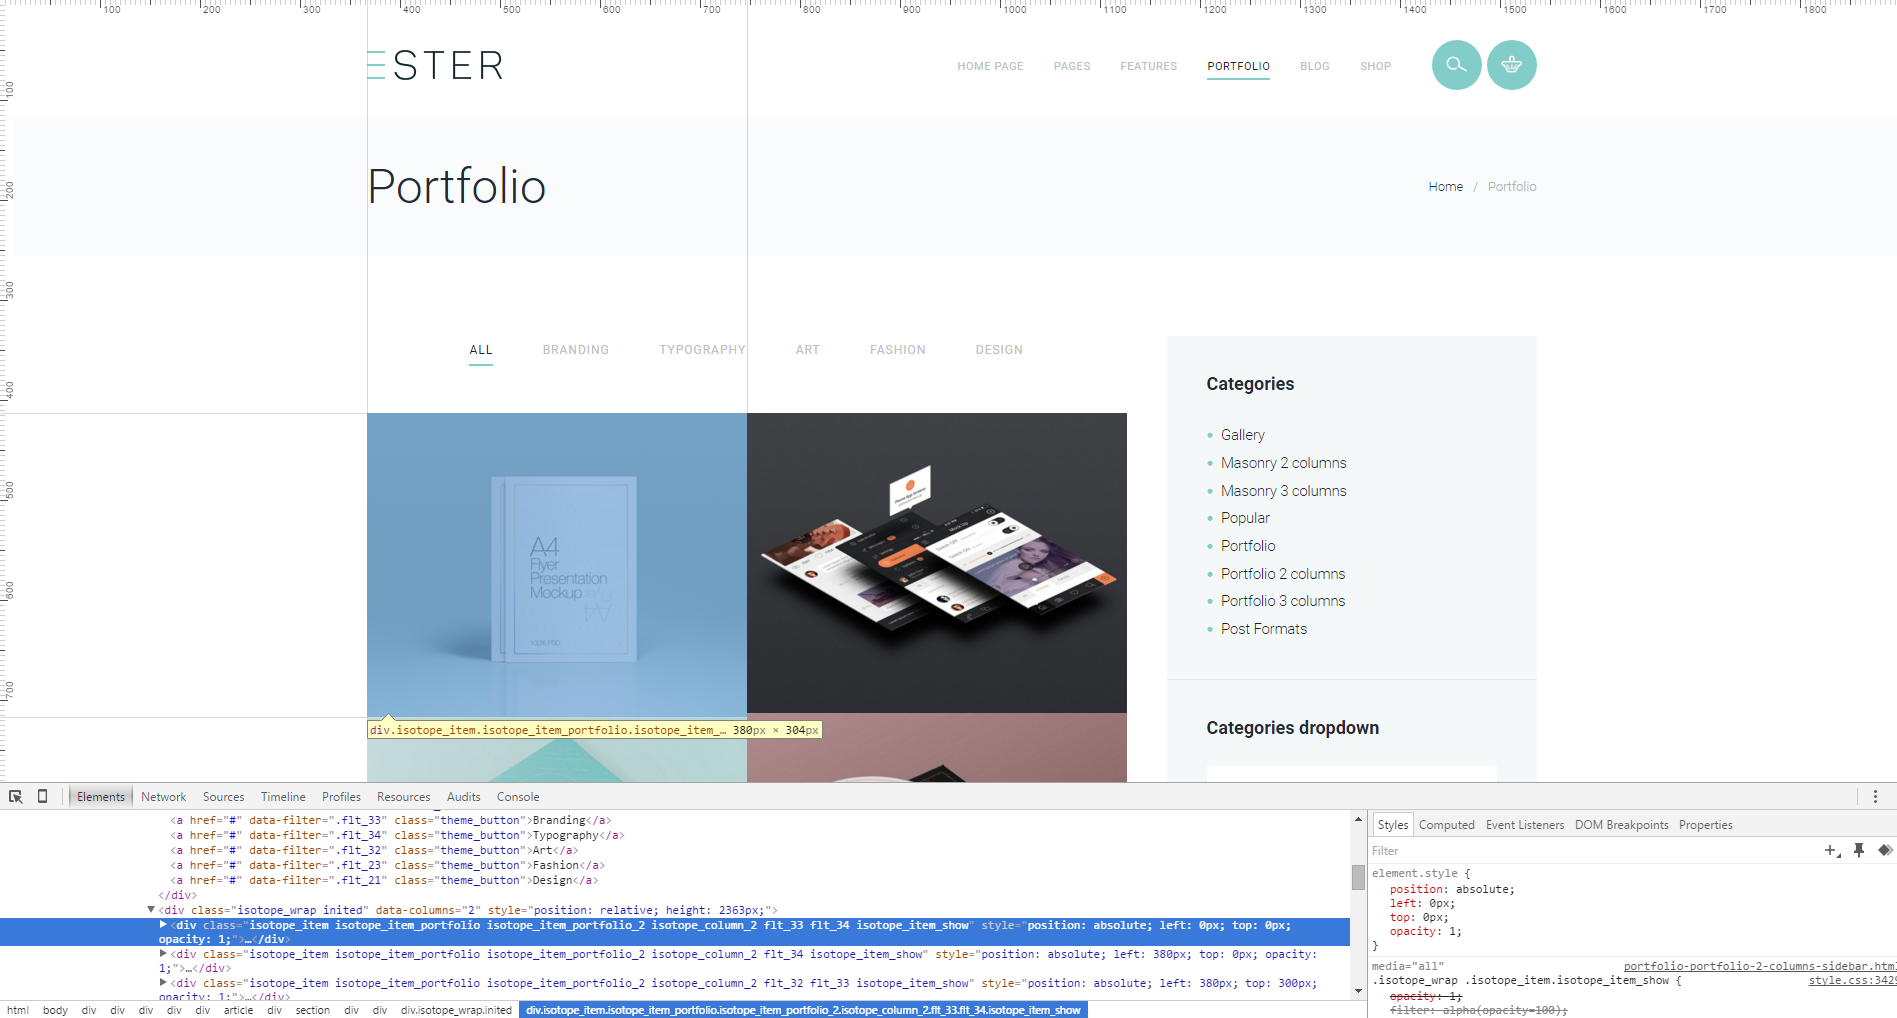 100 200 300 400 500 600 700 800 900 1000 1100 1200 1300 1400 1500 1600 1700 1800
ESTER
HOME PAGE PAGES FEATURES PORTFOLIO BLOG SHOP
100
Portfolio
Home / Portfolio
200
300
ALL BRANDING TYPOGRAPHY ART FASHION DESIGN
400
Categories
Gallery
Masonry 2 columns
Masonry 3 columns
Popular
Portfolio
Portfolio 2 columns
Portfolio 3 columns
Post Formats
500
A4
Flyer
Presentation
Mockup
100% PSD
600
700
Categories dropdown
div.isotope_item.isotope_item_portfolio.isotope_item_… 380px × 304px
Elements Network Sources Timeline Profiles Resources Audits Console
<a href="#" data-filter=".flt_33" class="theme_button">Branding</a>
<a href="#" data-filter=".flt_34" class="theme_button">Typography</a>
<a href="#" data-filter=".flt_32" class="theme_button">Art</a>
<a href="#" data-filter=".flt_23" class="theme_button">Fashion</a>
<a href="#" data-filter=".flt_21" class="theme_button">Design</a>
</div>
<div class="isotope_wrap inited" data-columns="2" style="position: relative; height: 2363px;">
<div class="isotope_item isotope_item_portfolio isotope_item_portfolio_2 isotope_column_2 flt_33 flt_34 isotope_item_show" style="position: absolute; left: 0px; top: 0px;
opacity: 1;">…</div>
<div class="isotope_item isotope_item_portfolio isotope_item_portfolio_2 isotope_column_2 flt_34 isotope_item_show" style="position: absolute; left: 380px; top: 0px; opacity:
1;">…</div>
<div class="isotope_item isotope_item_portfolio isotope_item_portfolio_2 isotope_column_2 flt_32 flt_33 isotope_item_show" style="position: absolute; left: 380px; top: 300px;
opacity: 1;">…</div>
html body div div div div div article div section div div div.isotope_wrap.inited div.isotope_item.isotope_item_portfolio.isotope_item_portfolio_2.isotope_column_2.flt_33.flt_34.isotope_item_show
Styles Computed Event Listeners DOM Breakpoints Properties
Filter
element.style {
position: absolute;
left: 0px;
top: 0px;
opacity: 1;
}
media="all" portfolio-portfolio-2-columns-sidebar.html
.isotope_wrap .isotope_item.isotope_item_show { style.css:3429
opacity: 1;
filter: alpha(opacity=100);